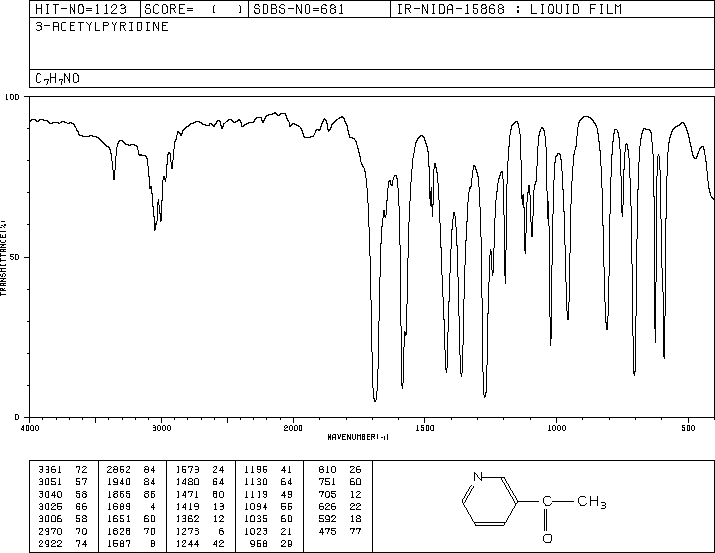 HIT-NO=1123 SCORE= ( ) SDBS-NO=681 IR-NIDA-15868 : LIQUID FILM
3-ACETYLPYRIDINE
C₇H₇NO
100
50
0
TRANSMITTANCE(%)
4000 3000 2000 1500 1000 500
WAVENUMBER(-1)
3361 72 2862 84 1573 24 1196 41 810 26
3051 57 1940 84 1480 64 1130 64 751 60
3040 58 1865 86 1471 60 1119 49 705 12
3025 66 1689 4 1419 13 1094 55 626 22
3006 58 1651 60 1362 12 1035 60 592 18
2970 70 1628 70 1273 6 1023 21 475 77
2922 74 1587 8 1244 42 958 29
N
C CH₃
O